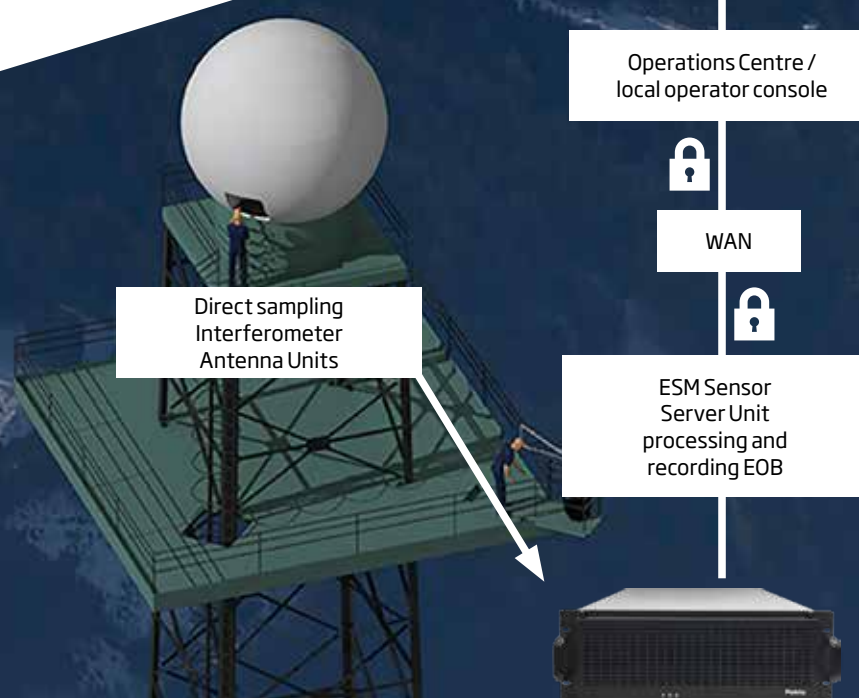 Operations Centre /
local operator console
WAN
Direct sampling
Interferometer
Antenna Units
ESM Sensor
Server Unit
processing and
recording EOB